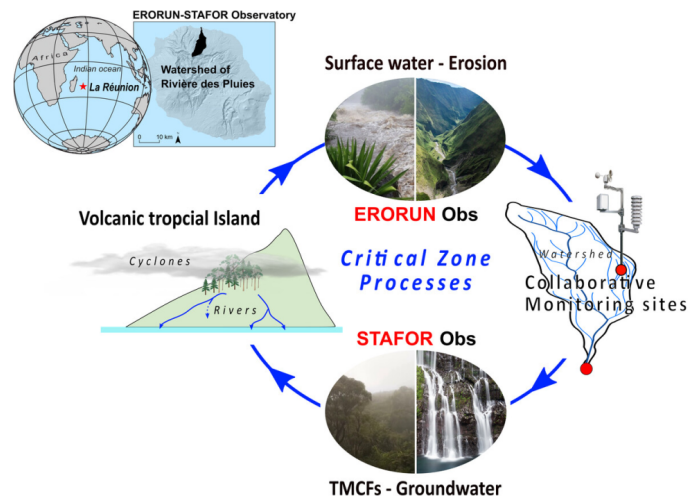 ERORUN-STAFOR Observatory
Africa
Indian ocean
La Réunion
Watershed of
Rivière des Pluies
0 10 km
Surface water - Erosion
ERORUN Obs
Volcanic tropcial Island
Cyclones
Rivers
Critical Zone
Processes
Watershed
Collaborative
Monitoring sites
STAFOR Obs
TMCFs - Groundwater